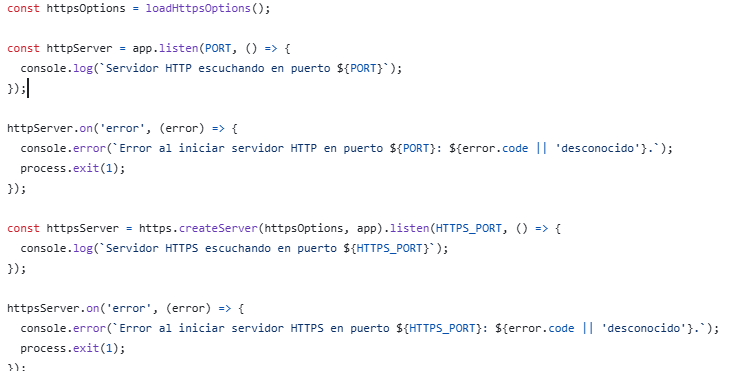 const httpsOptions = loadHttpsOptions();
const httpServer = app.listen(PORT, () => {
  console.log(`Servidor HTTP escuchando en puerto ${PORT}`);
});
httpServer.on('error', (error) => {
  console.error(`Error al iniciar servidor HTTP en puerto ${PORT}: ${error.code || 'desconocido'}.`);
  process.exit(1);
});
const httpsServer = https.createServer(httpsOptions, app).listen(HTTPS_PORT, () => {
  console.log(`Servidor HTTPS escuchando en puerto ${HTTPS_PORT}`);
});
httpsServer.on('error', (error) => {
  console.error(`Error al iniciar servidor HTTPS en puerto ${HTTPS_PORT}: ${error.code || 'desconocido'}.`);
  process.exit(1);
});